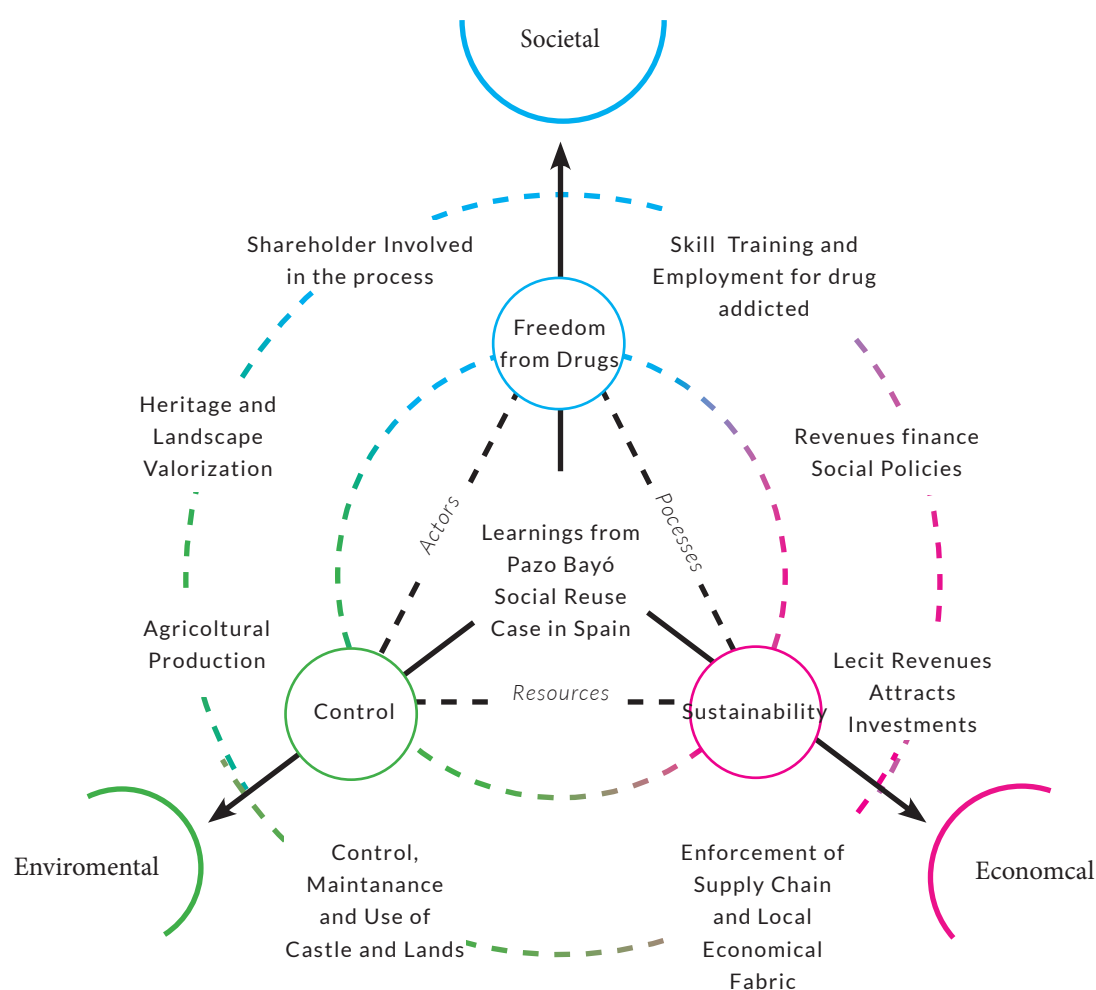 Societal
Shareholder Involved
in the process
Skill Training and
Employment for drug
addicted
Freedom
from Drugs
Heritage and
Landscape
Valorization
Revenues finance
Social Policies
Actors
Pocesses
Learnings from
Pazo Bayó
Social Reuse
Case in Spain
Agricoltural
Production
Lecit Revenues
Attracts
Investments
Control
Resources
Sustainability
Enviromental
Economcal
Control,
Maintanance
and Use of
Castle and Lands
Enforcement of
Supply Chain
and Local
Economical
Fabric